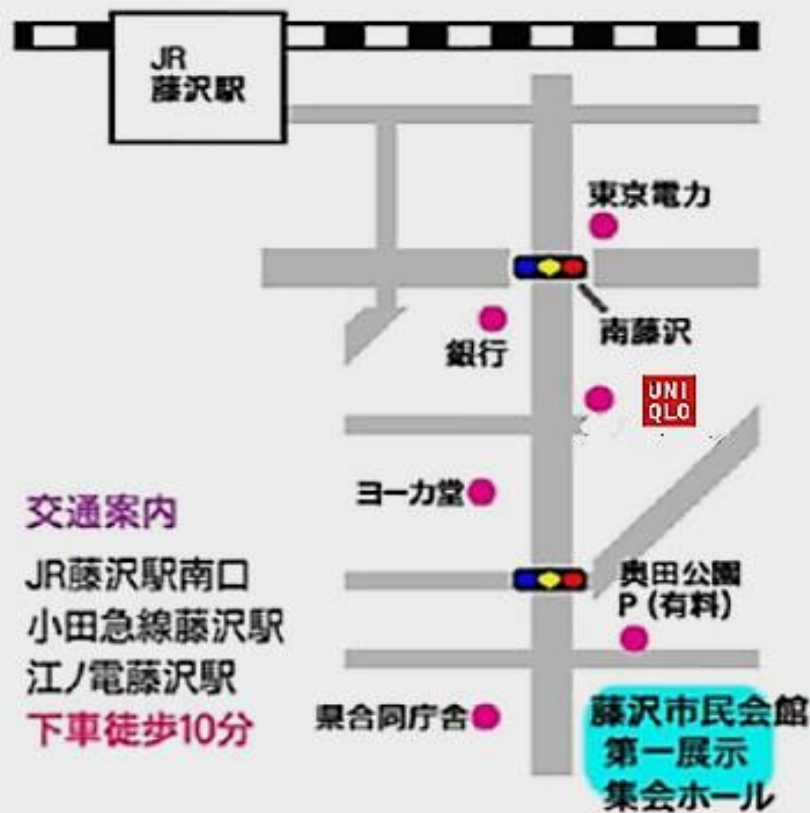 JR
藤沢駅
東京電力
南藤沢
銀行
UNI
QLO
ヨーカ堂
交通案内
JR藤沢駅南口
小田急線藤沢駅
江ノ電藤沢駅
下車徒歩10分
奥田公園
P (有料)
県合同庁舎
藤沢市民会館
第一展示
集会ホール